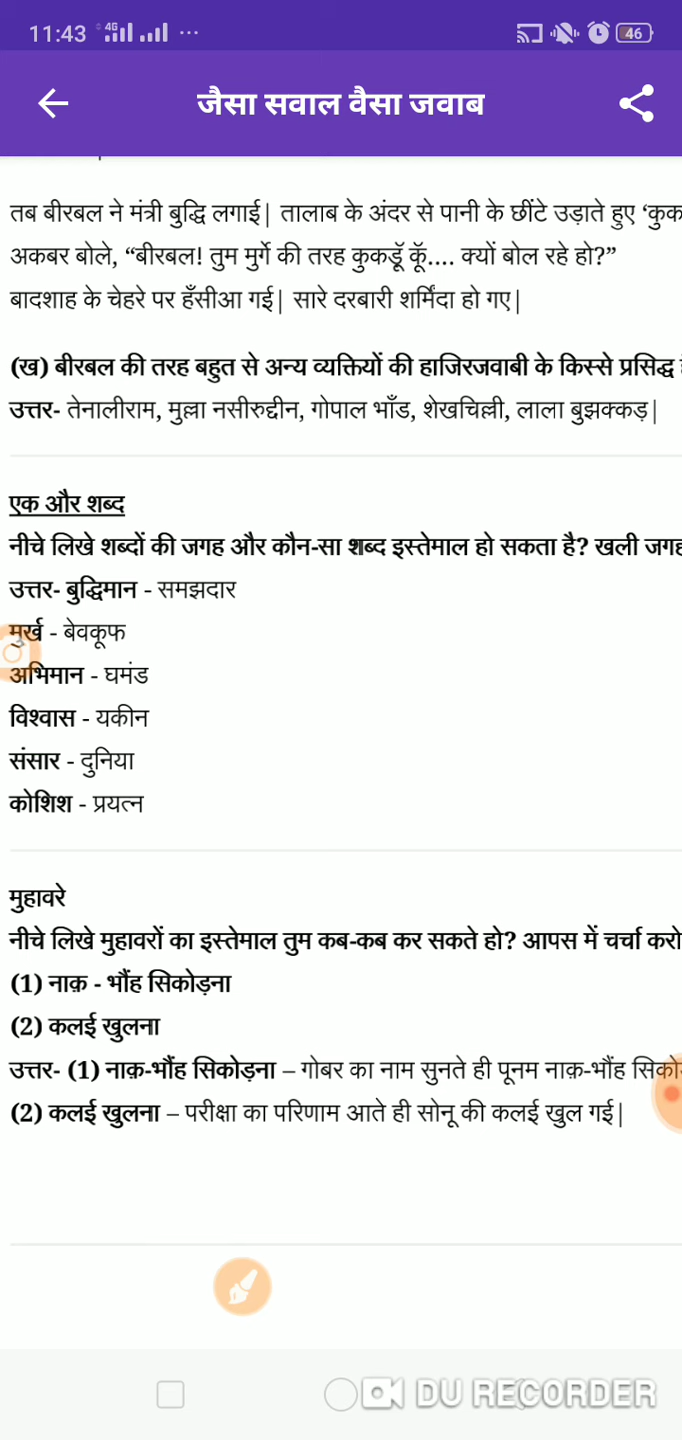 11:43 4G ... 46
जैसा सवाल वैसा जवाब
तब बीरबल ने मंत्री बुद्धि लगाई| तालाब के अंदर से पानी के छींटे उड़ाते हुए ‘कुक
अकबर बोले, “बीरबल! तुम मुर्गे की तरह कुकड़ूॅ कूॅ.... क्यों बोल रहे हो?”
बादशाह के चेहरे पर हँसीआ गई| सारे दरबारी शर्मिंदा हो गए|
(ख) बीरबल की तरह बहुत से अन्य व्यक्तियों की हाजिरजवाबी के किस्से प्रसिद्ध
उत्तर- तेनालीराम, मुल्ला नसीरुद्दीन, गोपाल भाँड, शेखचिल्ली, लाला बुझक्कड़|
एक और शब्द
नीचे लिखे शब्दों की जगह और कौन-सा शब्द इस्तेमाल हो सकता है? खली जगह
उत्तर- बुद्धिमान - समझदार
मुर्ख - बेवकूफ
अभिमान - घमंड
विश्वास - यकीन
संसार - दुनिया
कोशिश - प्रयत्न
मुहावरे
नीचे लिखे मुहावरों का इस्तेमाल तुम कब-कब कर सकते हो? आपस में चर्चा करो
(1) नाक़ - भौंह सिकोड़ना
(2) कलई खुलना
उत्तर- (1) नाक़-भौंह सिकोड़ना – गोबर का नाम सुनते ही पूनम नाक़-भौंह सिको
(2) कलई खुलना – परीक्षा का परिणाम आते ही सोनू की कलई खुल गई|
DU RECORDER